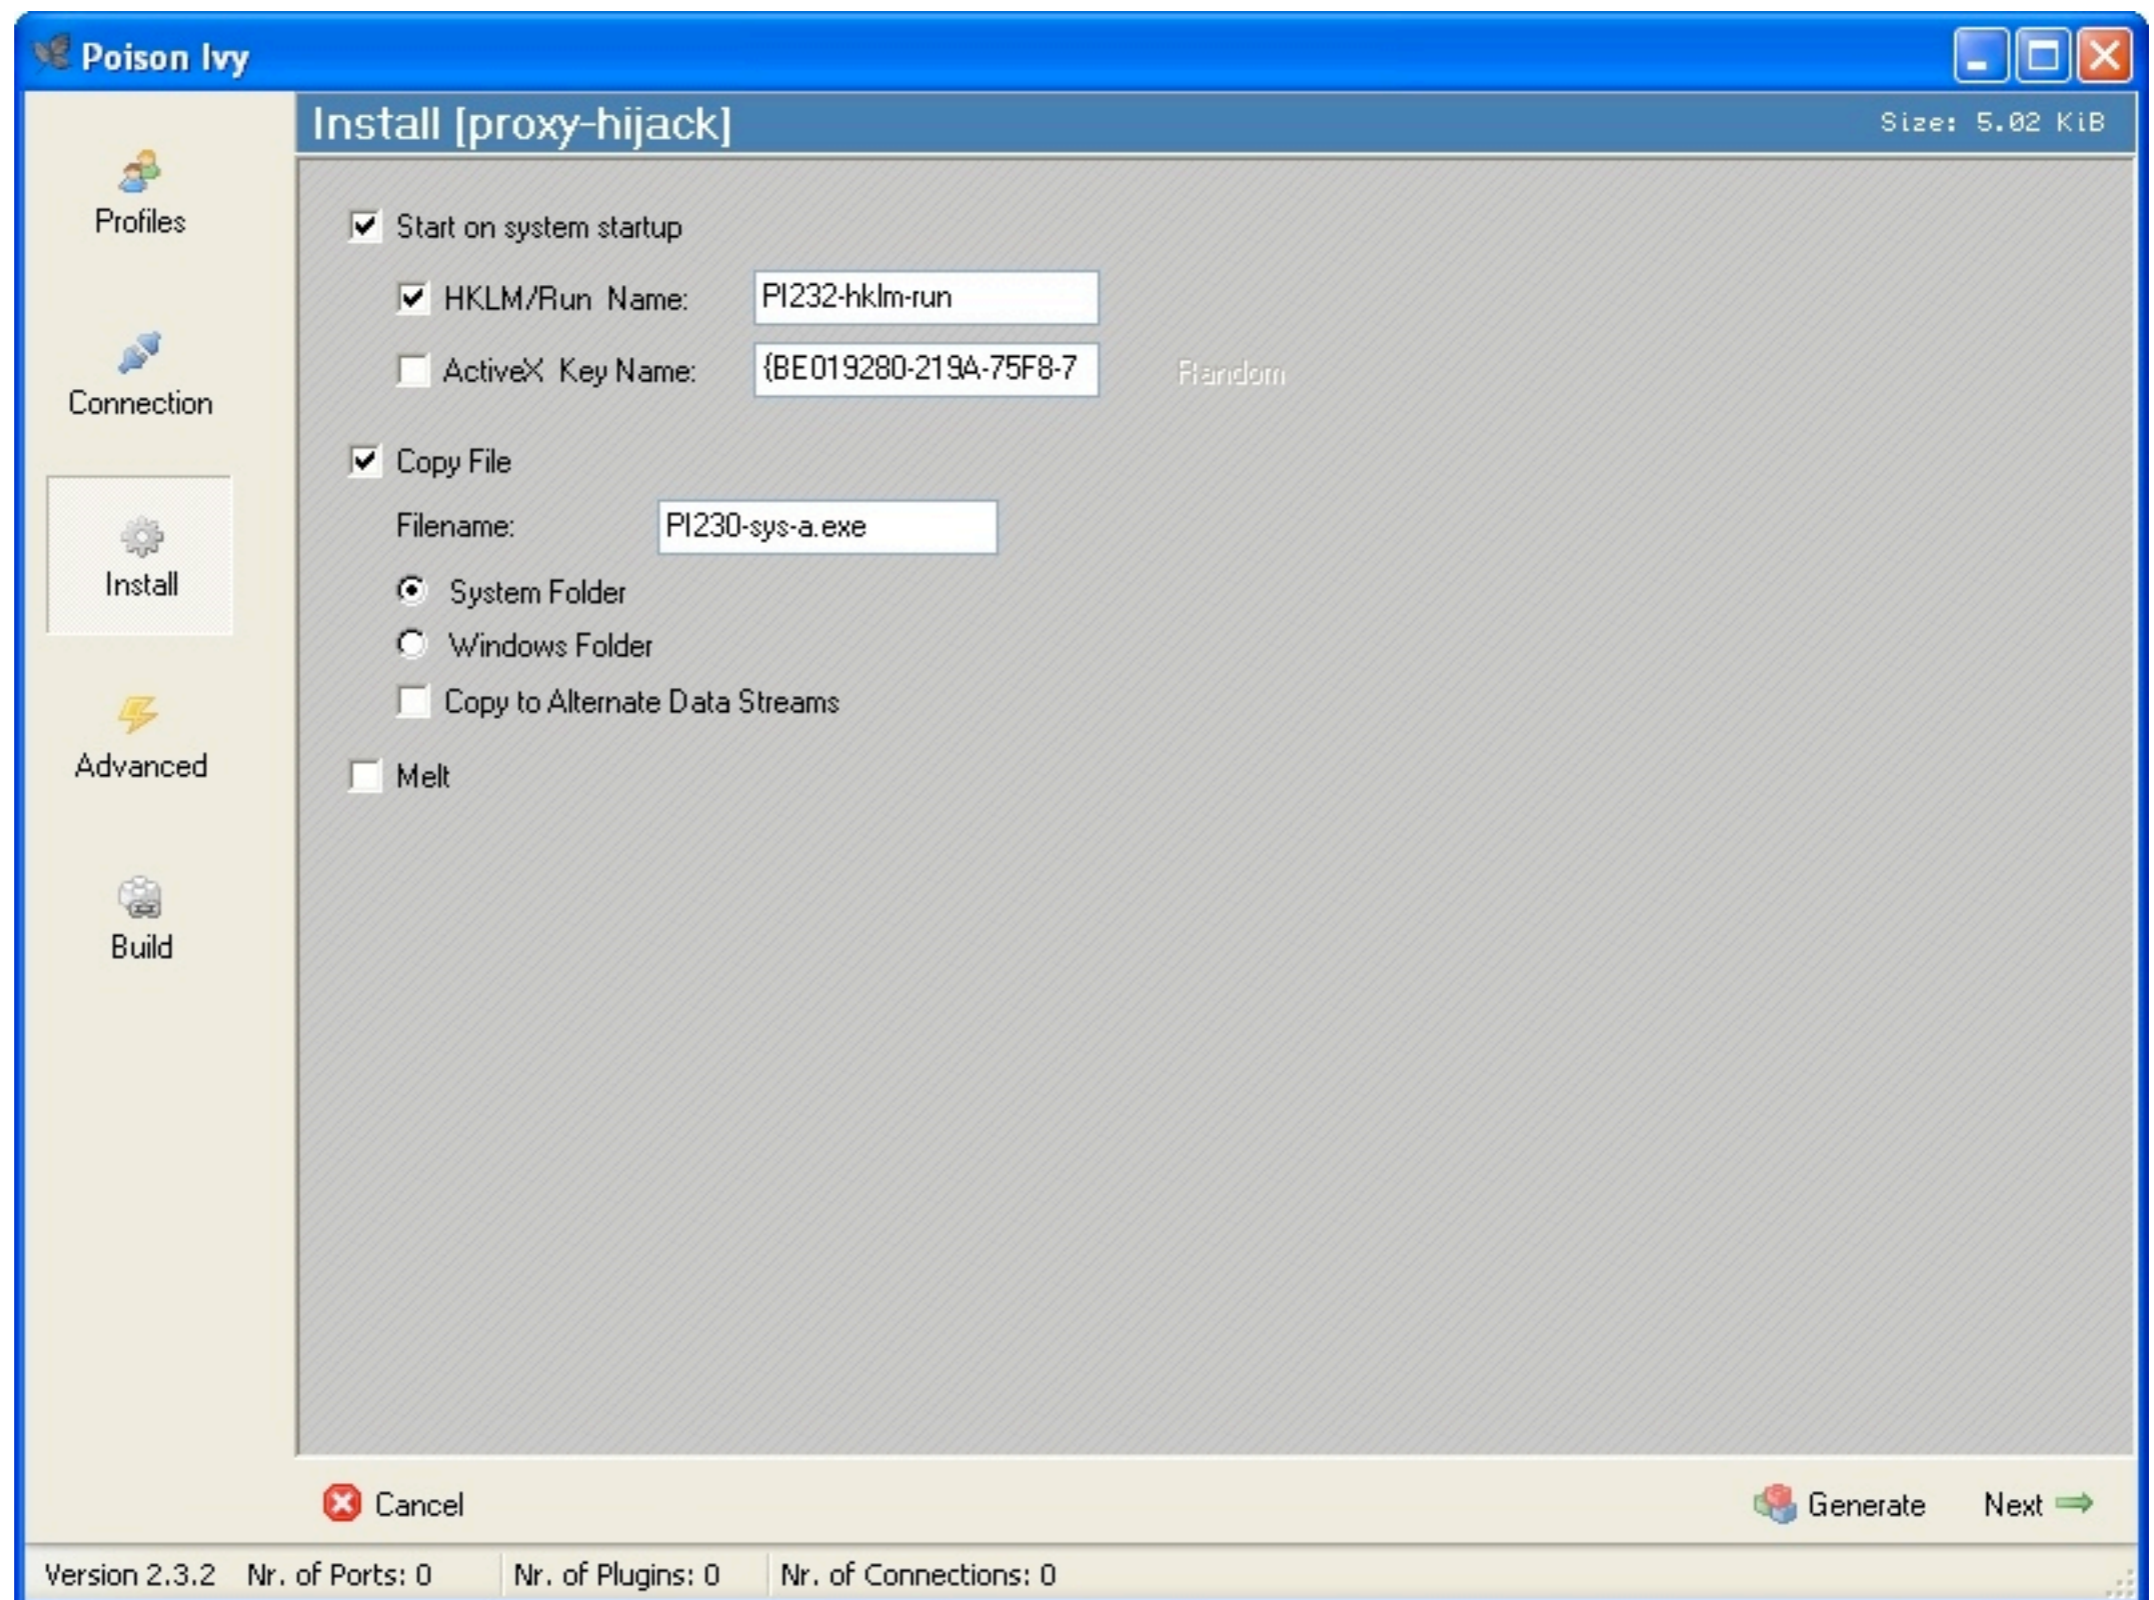 Poison Ivy
Install [proxy-hijack]
Size: 5.02 KiB
Profiles
Connection
Install
Advanced
Build
Start on system startup
HKLM/Run Name: PI232-hklm-run
ActiveX Key Name: {BE019280-219A-75F8-7 Random
Copy File
Filename: PI230-sys-a.exe
System Folder
Windows Folder
Copy to Alternate Data Streams
Melt
Cancel
Generate
Next
Version 2.3.2 Nr. of Ports: 0 Nr. of Plugins: 0 Nr. of Connections: 0